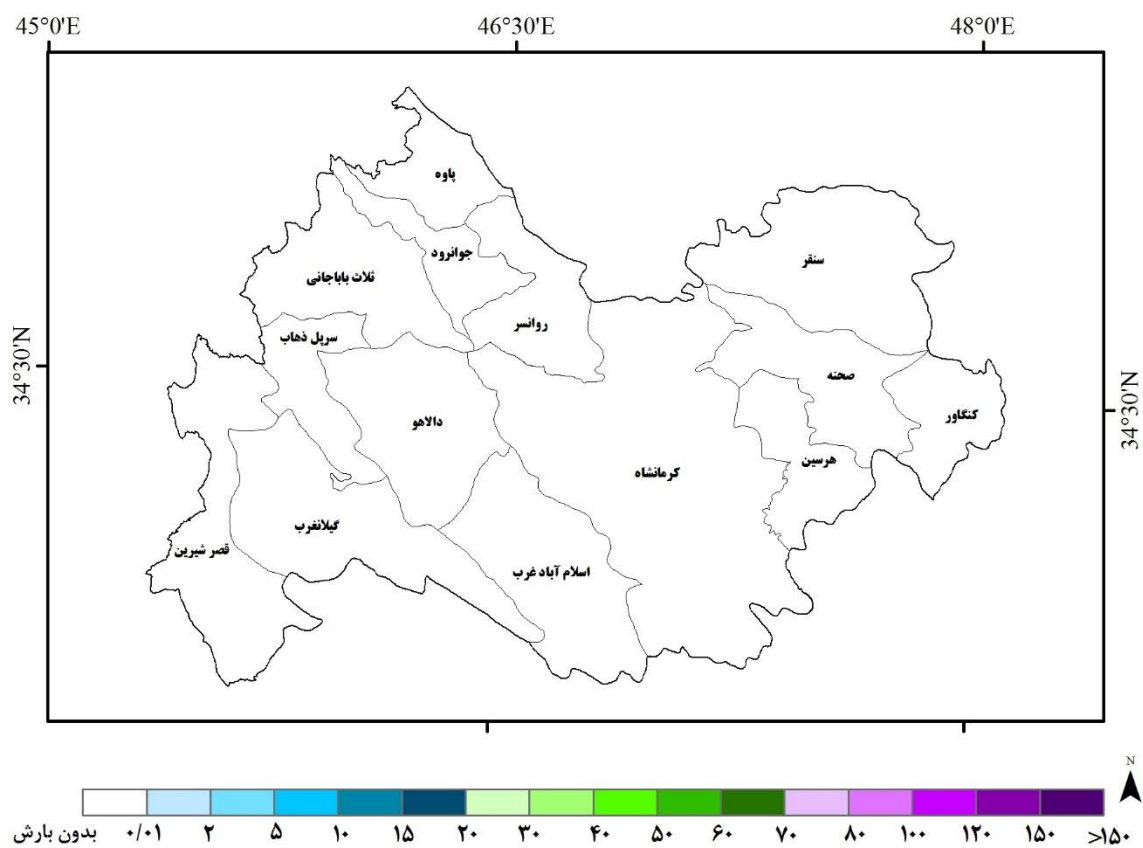 45°0'E 46°30'E 48°0'E
پاوه
جوانرود
سنقر
ثلاث باباجانی
روانسر
سرپل ذهاب
34°30'N
صحنه
34°30'N
کنگاور
دالاهو
هرسین
کرمانشاه
گیلانغرب
قصر شیرین
اسلام آباد غرب
N
بدون بارش ۰/۰۱ ۲ ۵ ۱۰ ۱۵ ۲۰ ۳۰ ۴۰ ۵۰ ۶۰ ۷۰ ۸۰ ۱۰۰ ۱۲۰ ۱۵۰ >۱۵۰